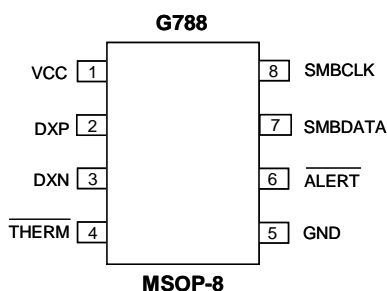 G788
VCC 1 8 SMBCLK
DXP 2 7 SMBDATA
DXN 3 6 ALERT
THERM 4 5 GND
MSOP-8